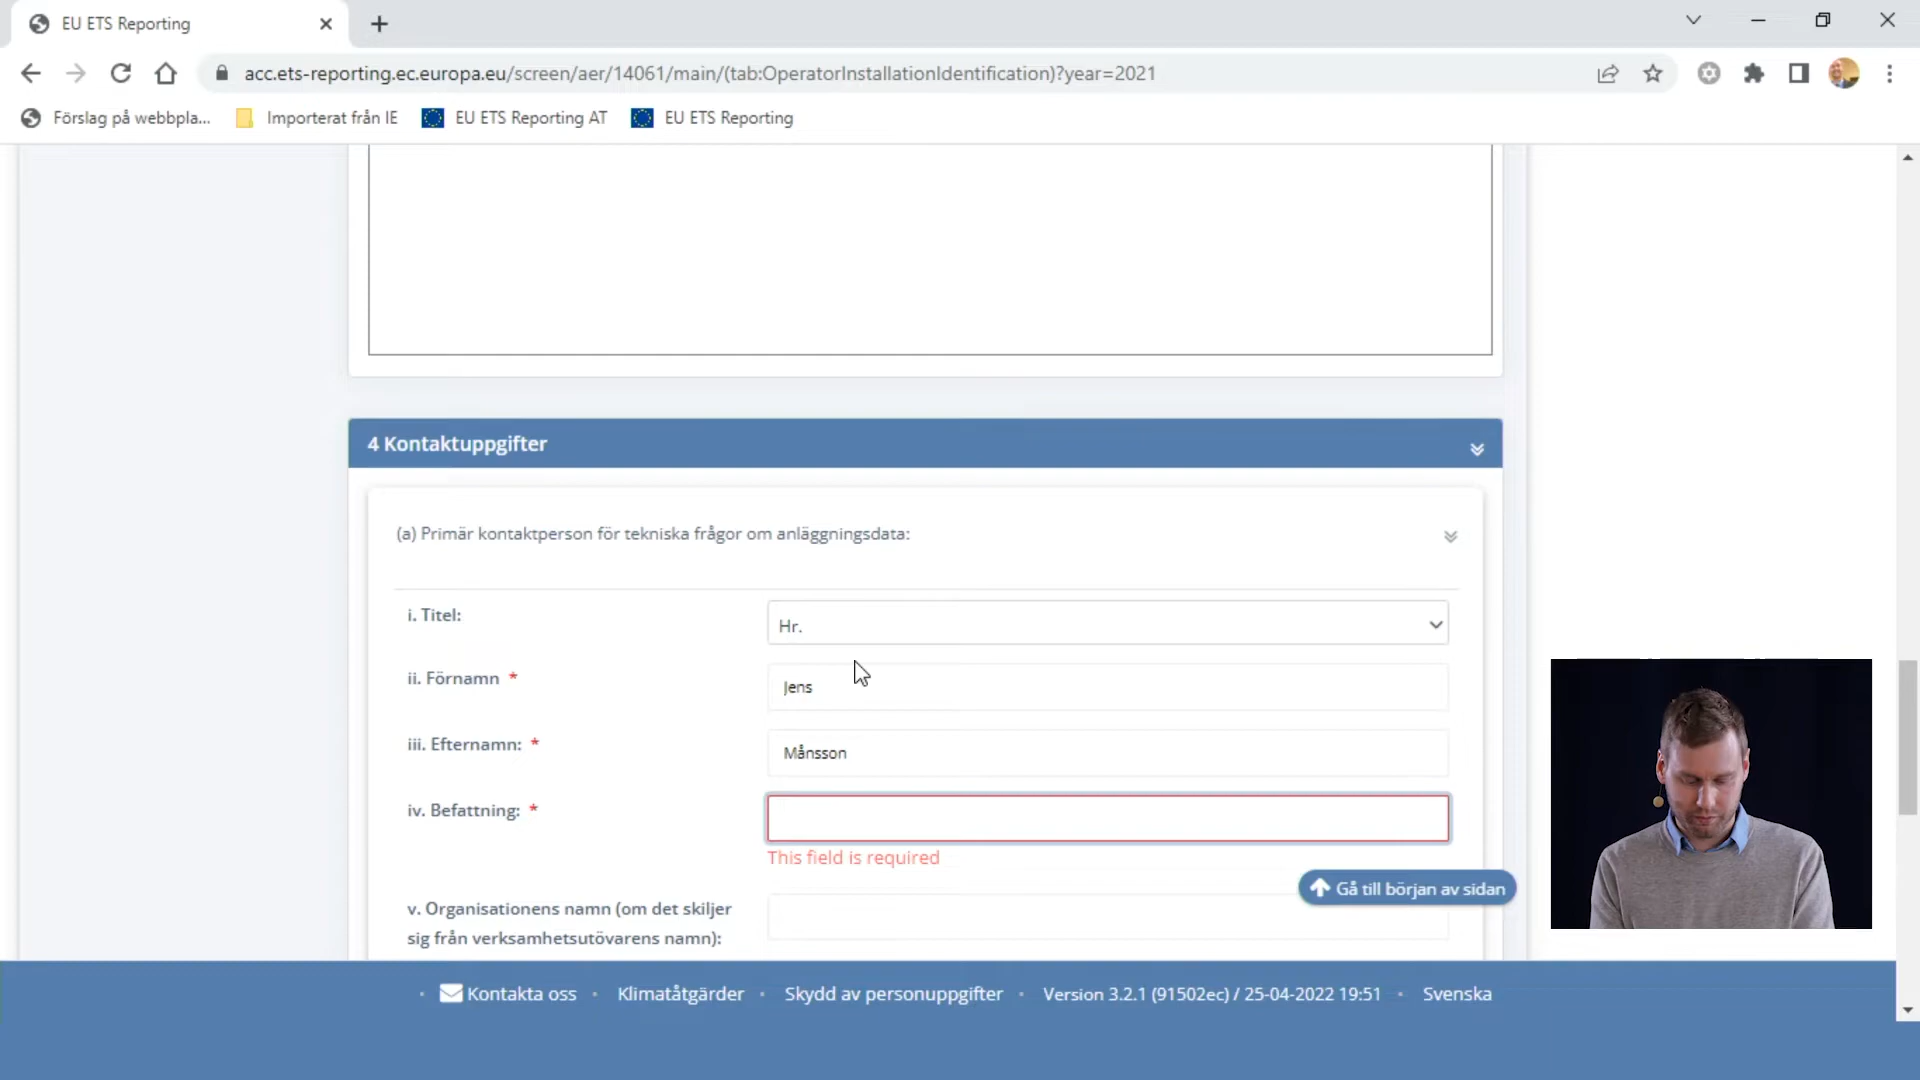 EU ETS Reporting
acc.ets-reporting.ec.europa.eu/screen/aer/14061/main/(tab:OperatorInstallationIdentification)?year=2021
Förslag på webbpla... Importerat från IE EU ETS Reporting AT EU ETS Reporting
4 Kontaktuppgifter
(a) Primär kontaktperson för tekniska frågor om anläggningsdata:
i. Titel:
Hr.
ii. Förnamn *
Jens
iii. Efternamn: *
Månsson
iv. Befattning: *
This field is required
Gå till början av sidan
v. Organisationens namn (om det skiljer
sig från verksamhetsutövarens namn):
· Kontakta oss · Klimatåtgärder · Skydd av personuppgifter · Version 3.2.1 (91502ec) / 25-04-2022 19:51 · Svenska